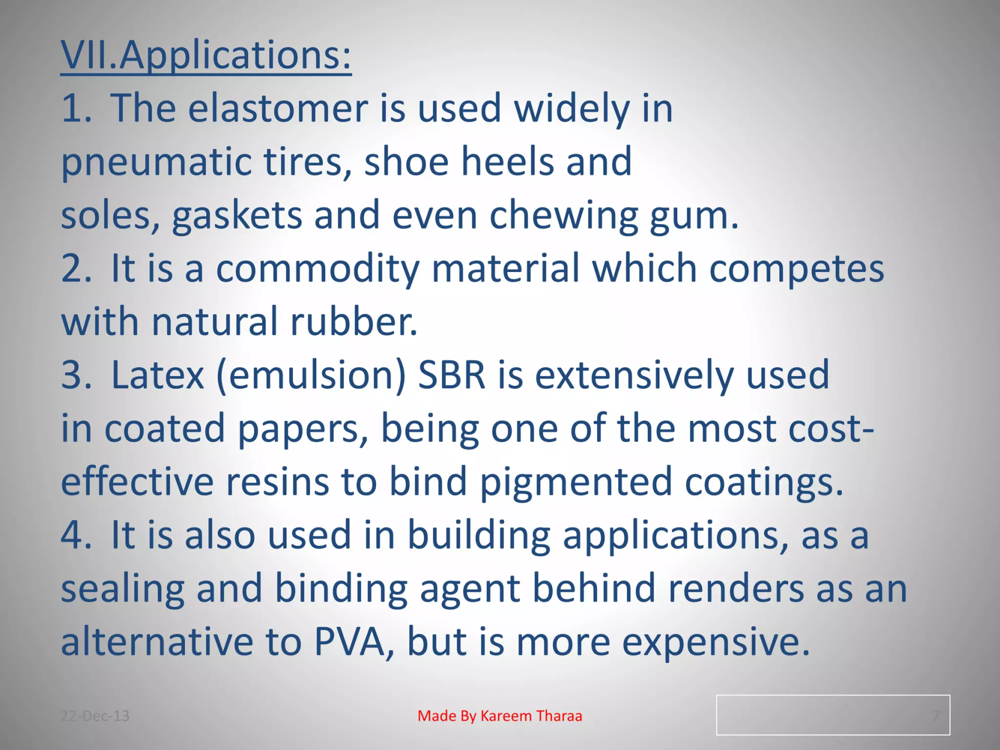 VII.Applications:
1. The elastomer is used widely in
pneumatic tires, shoe heels and
soles, gaskets and even chewing gum.
2. It is a commodity material which competes
with natural rubber.
3. Latex (emulsion) SBR is extensively used
in coated papers, being one of the most cost-
effective resins to bind pigmented coatings.
4. It is also used in building applications, as a
sealing and binding agent behind renders as an
alternative to PVA, but is more expensive.
22-Dec-13
Made By Kareem Tharaa
7